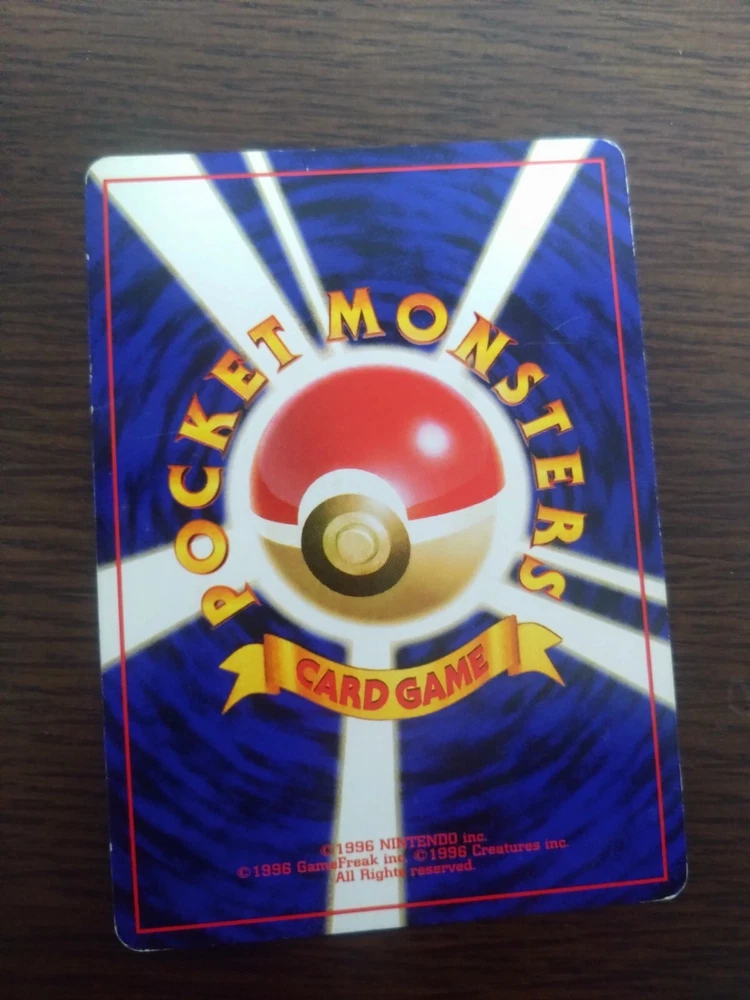 POCKET MONSTERS
CARD GAME
©1996 NINTENDO inc.
©1996 GameFreak inc. ©1996 Creatures inc.
All Rights reserved.